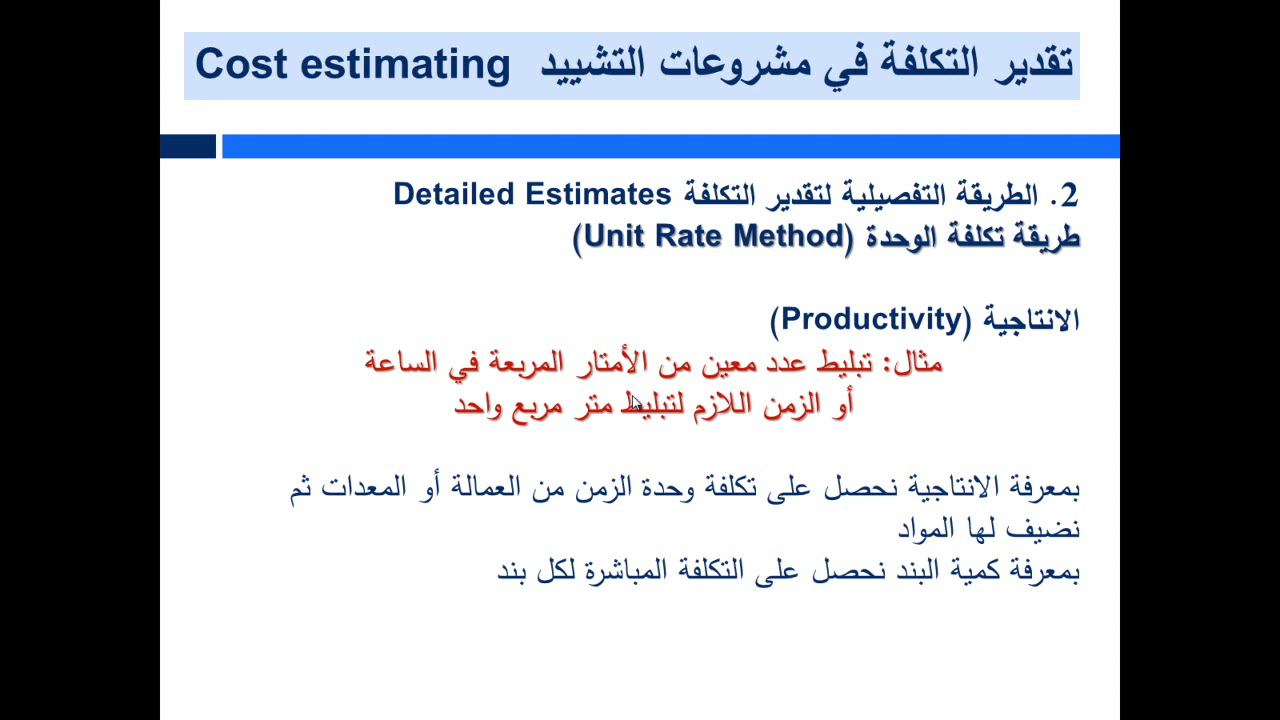 تقدير التكلفة في مشروعات التشييد Cost estimating
2. الطريقة التفصيلية لتقدير التكلفة Detailed Estimates
طريقة تكلفة الوحدة (Unit Rate Method)
الانتاجية (Productivity)
مثال: تبليط عدد معين من الأمتار المربعة في الساعة
أو الزمن اللازم لتبليط متر مربع واحد
بمعرفة الانتاجية نحصل على تكلفة وحدة الزمن من العمالة أو المعدات ثم
نضيف لها المواد
بمعرفة كمية البند نحصل على التكلفة المباشرة لكل بند